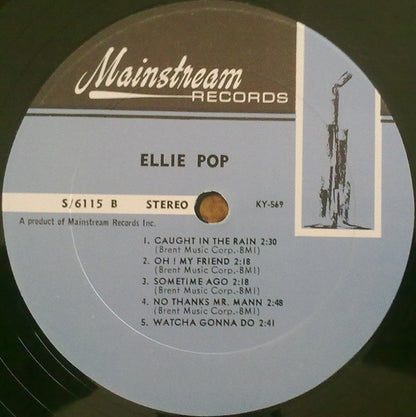 Mainstream
RECORDS
ELLIE POP
S/6115 B STEREO KY-569
A product of Mainstream Records Inc.
1. CAUGHT IN THE RAIN 2:30
(Brent Music Corp.-BMI)
2. OH! MY FRIEND 2:18
(Brent Music Corp.-BMI)
3. SOMETIME AGO 2:18
(Brent Music Corp.-BMI)
4. NO THANKS MR. MANN 2:48
(Brent Music Corp.-BMI)
5. WATCHA GONNA DO 2:41